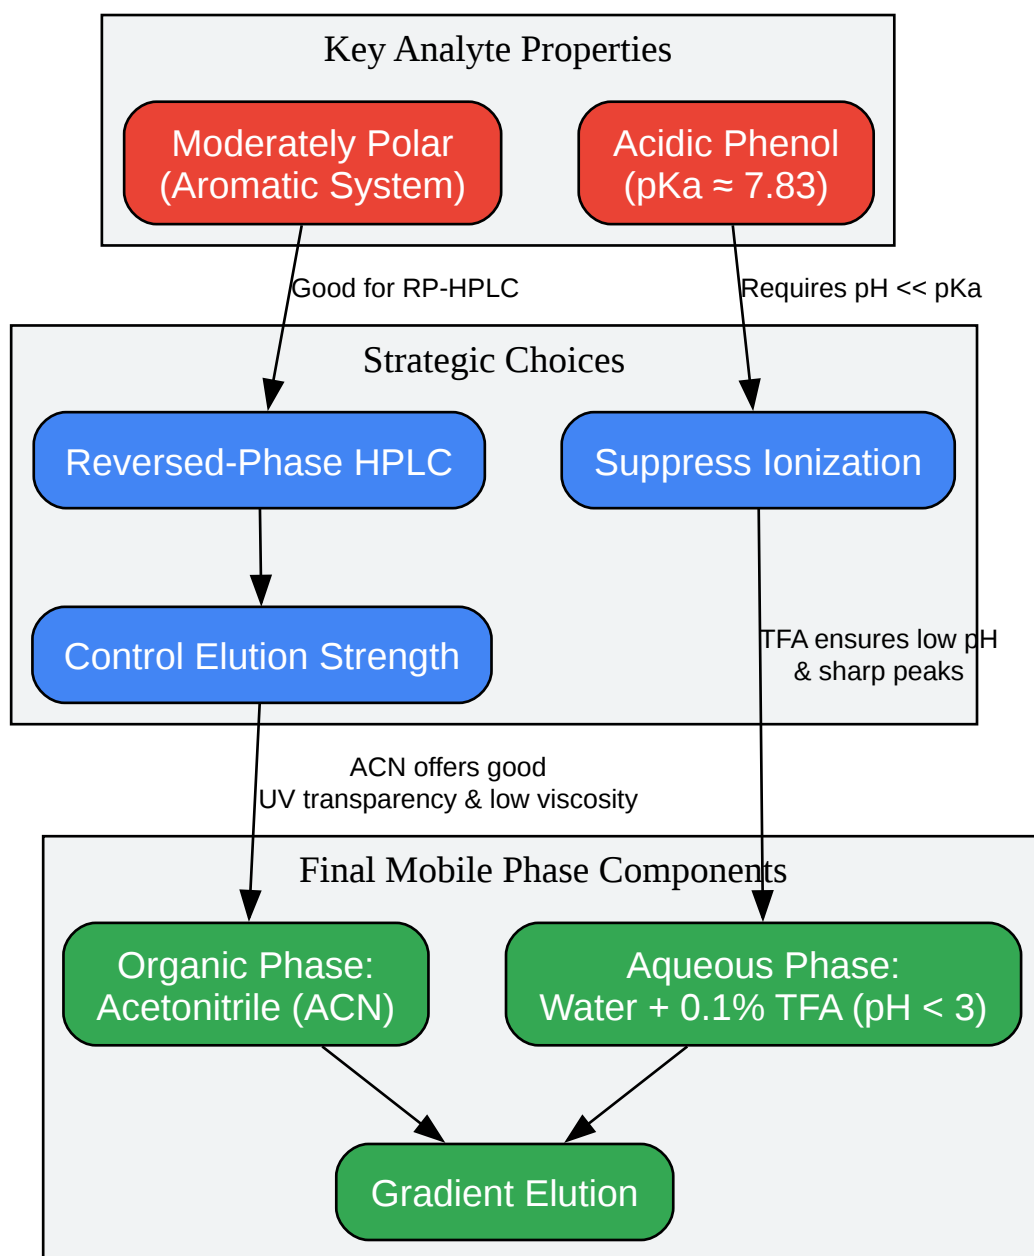 Key Analyte Properties
Moderately Polar
(Aromatic System)
Acidic Phenol
(pKa ≈ 7.83)
Good for RP-HPLC
Requires pH << pKa
Strategic Choices
Reversed-Phase HPLC
Suppress Ionization
Control Elution Strength
TFA ensures low pH
& sharp peaks
ACN offers good
UV transparency & low viscosity
Final Mobile Phase Components
Organic Phase:
Acetonitrile (ACN)
Aqueous Phase:
Water + 0.1% TFA (pH < 3)
Gradient Elution